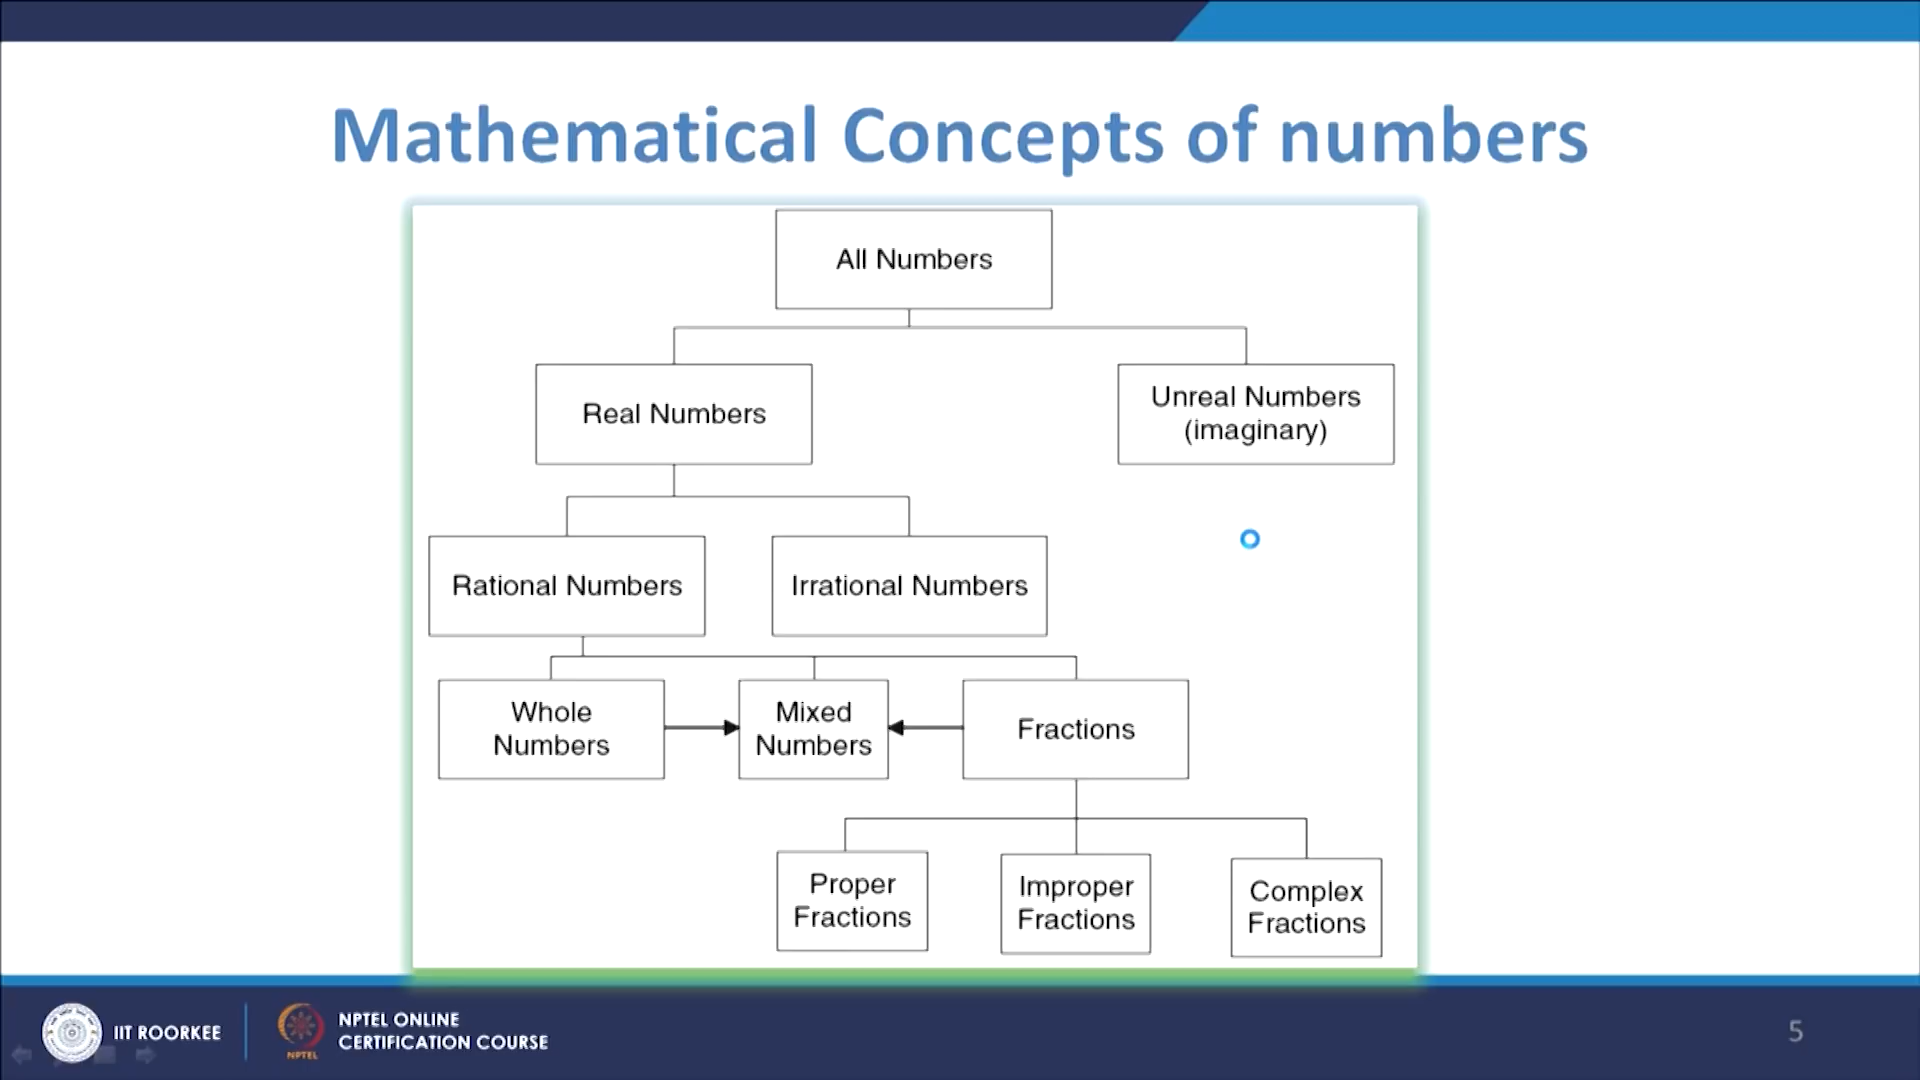 Mathematical Concepts of numbers
All Numbers
Real Numbers
Unreal Numbers
(imaginary)
Rational Numbers
Irrational Numbers
Whole
Numbers
Mixed
Numbers
Fractions
Proper
Fractions
Improper
Fractions
Complex
Fractions
IIT ROORKEE
NPTEL
NPTEL ONLINE
CERTIFICATION COURSE
5